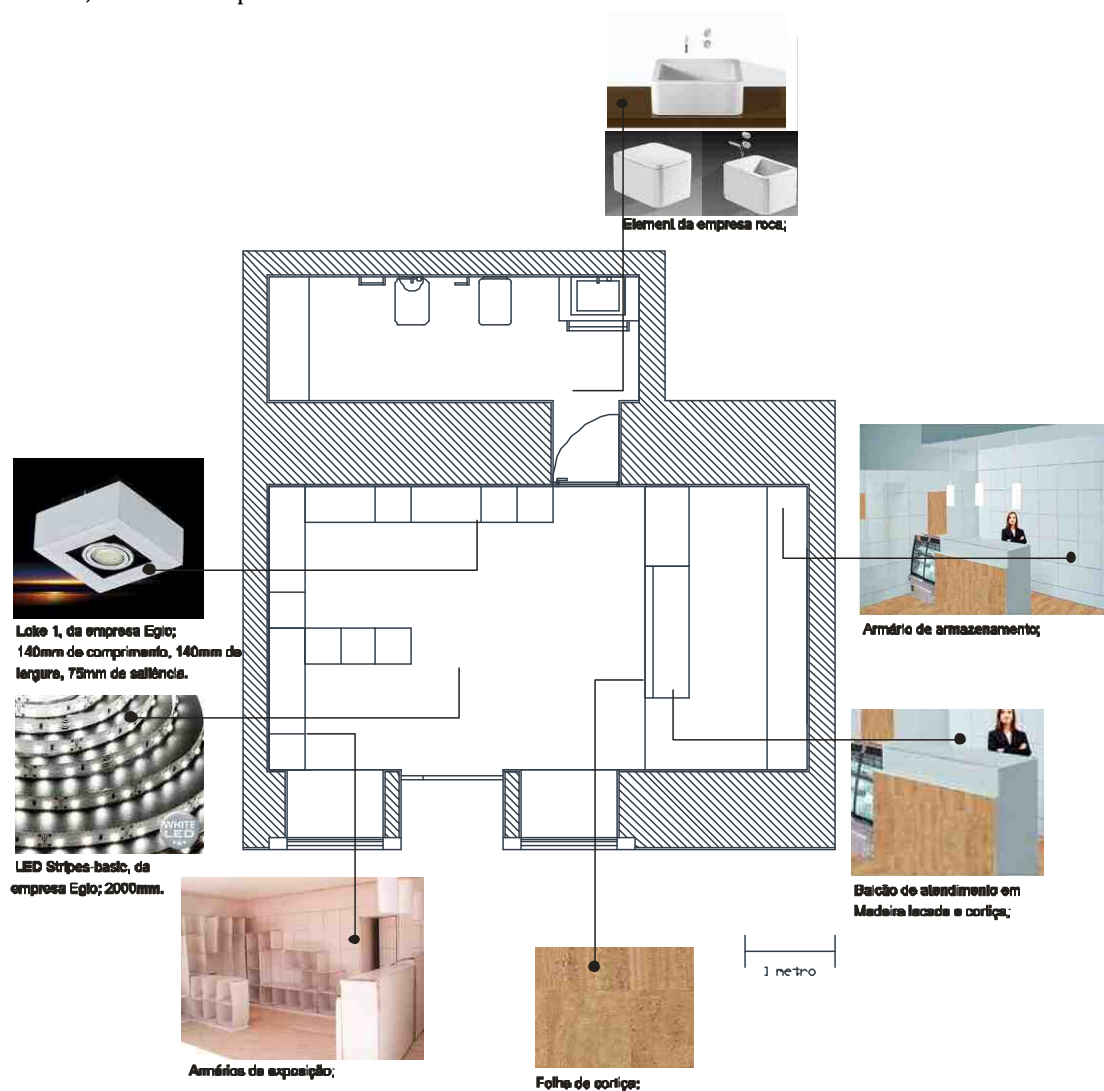 Element da empresa roca;
Loke 1, da empresa Eglo;
140mm de comprimento, 140mm de
largura, 75mm de saliência.
Armário de armazenamento;
WHITE
LED
LED Stripes-basic, da
empresa Eglo; 2000mm.
Balcão de atendimento em
Madeira lacada e cortiça;
1 metro
Armários de exposição;
Folha de cortiça;